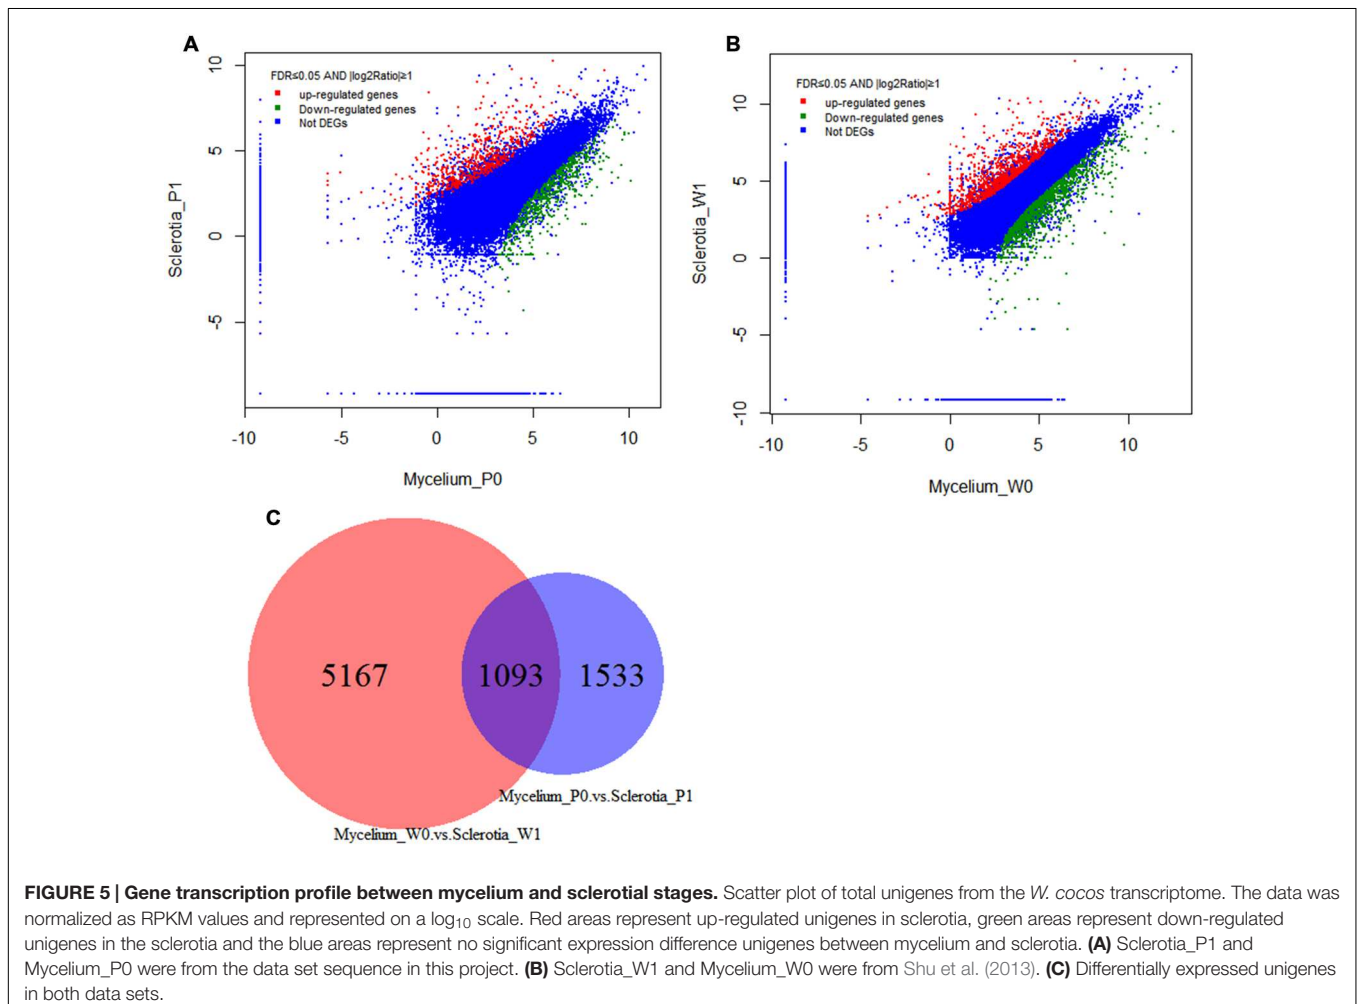 A
FDR≤0.05 AND |log2Ratio|≥1
up-regulated genes
Down-regulated genes
Not DEGs
10
5
0
-5
Sclerotia_P1
-10
-5
0
5
10
Mycelium_P0
B
FDR≤0.05 AND |log2Ratio|≥1
up-regulated genes
Down-regulated genes
Not DEGs
10
5
0
-5
-10
Sclerotia_W1
-10
-5
0
5
10
Mycelium_W0
C
5167
1093
1533
Mycelium_P0.vs.Sclerotia_P1
Mycelium_W0.vs.Sclerotia_W1
FIGURE 5 | Gene transcription profile between mycelium and sclerotial stages. Scatter plot of total unigenes from the W. cocos transcriptome. The data was
normalized as RPKM values and represented on a log10 scale. Red areas represent up-regulated unigenes in sclerotia, green areas represent down-regulated
unigenes in the sclerotia and the blue areas represent no significant expression difference unigenes between mycelium and sclerotia. (A) Sclerotia_P1 and
Mycelium_P0 were from the data set sequence in this project. (B) Sclerotia_W1 and Mycelium_W0 were from Shu et al. (2013). (C) Differentially expressed unigenes
in both data sets.